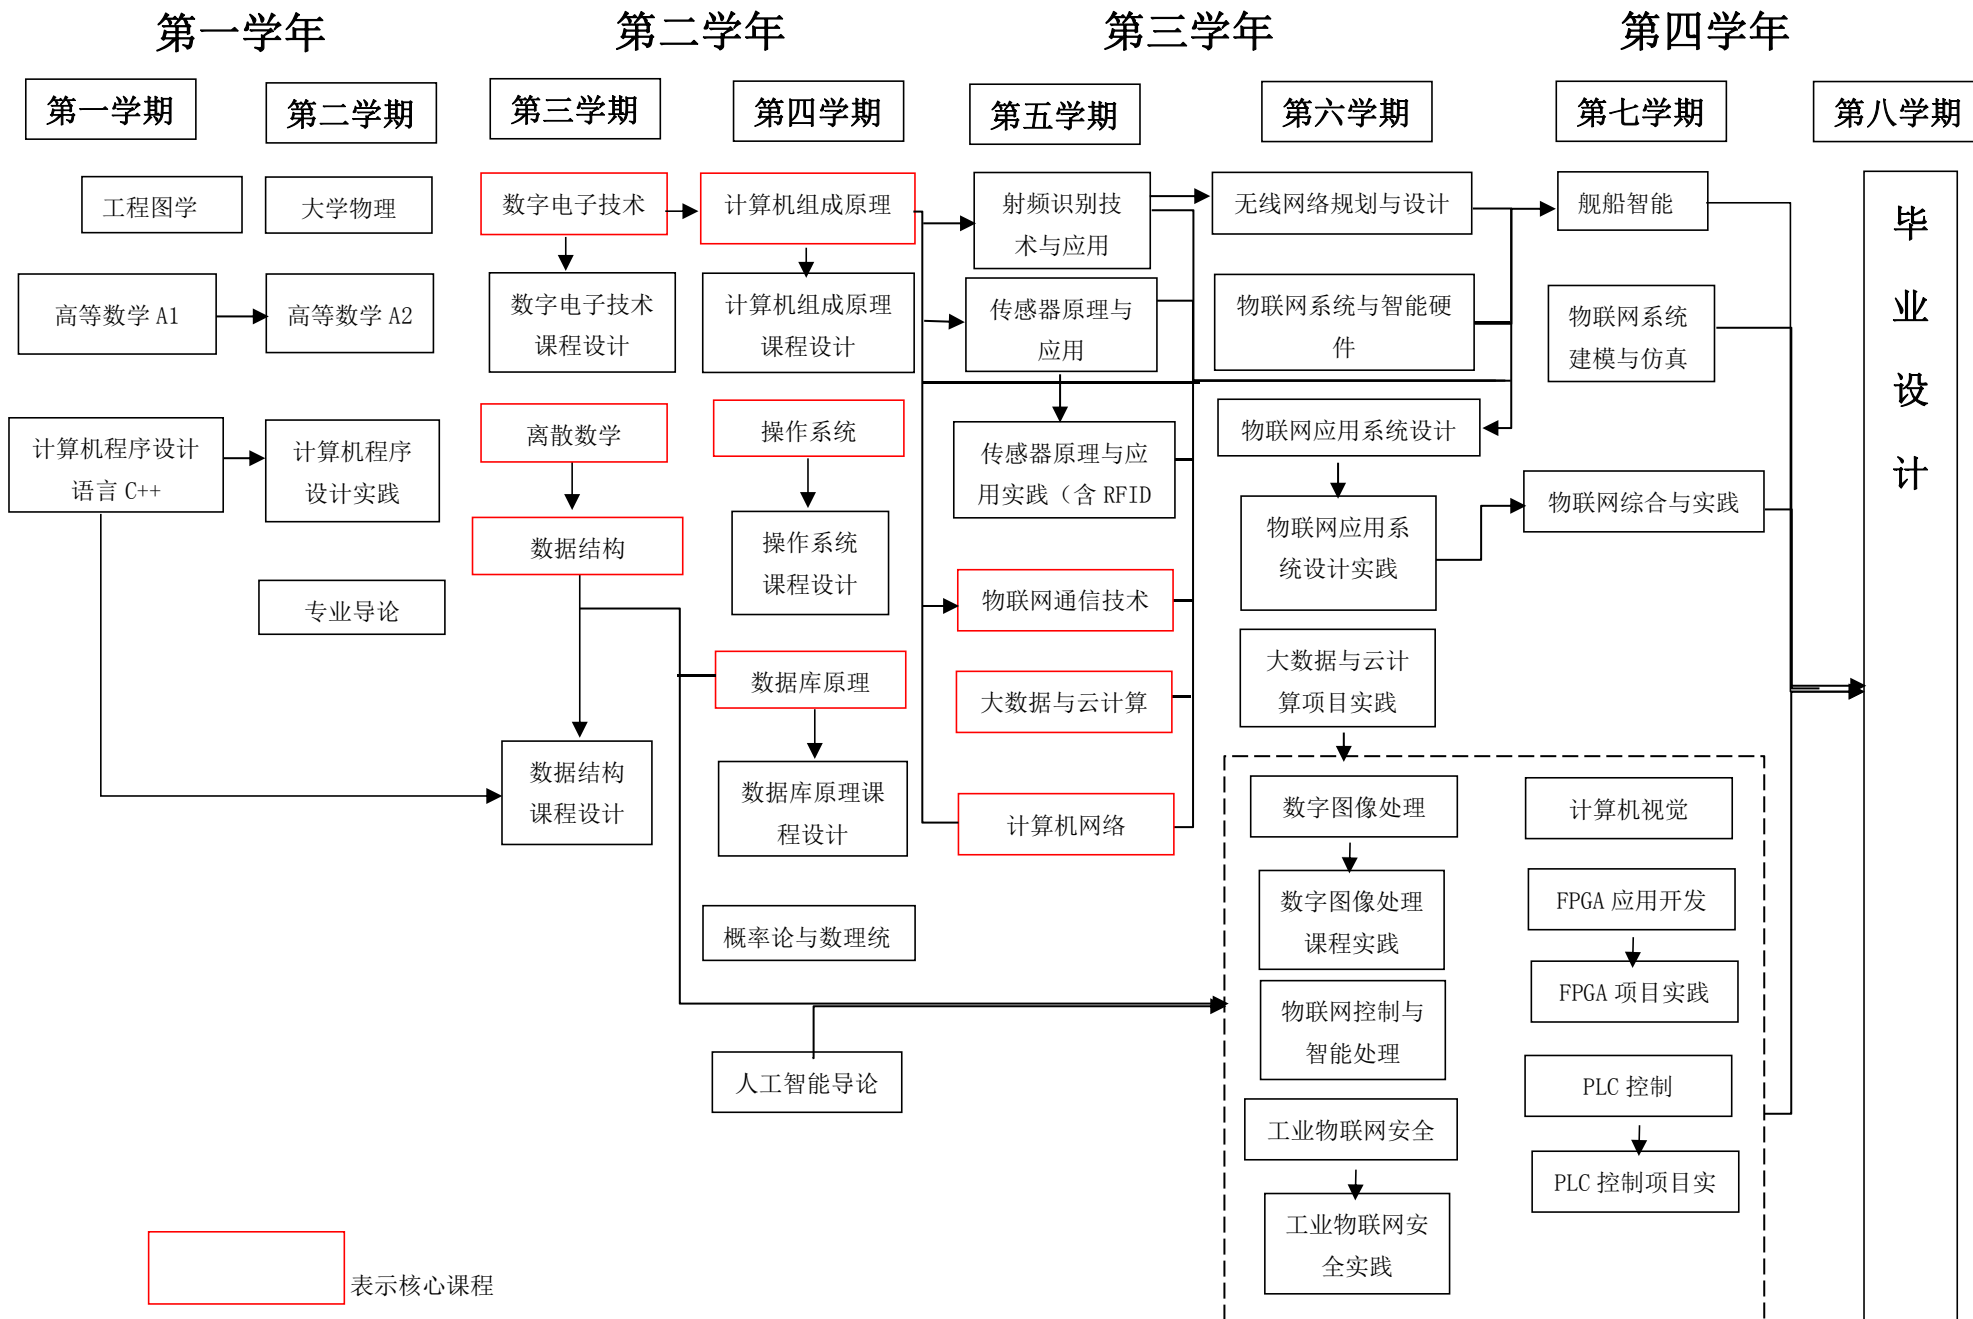 第一学年
第二学年
第三学年
第四学年
第一学期
第二学期
第三学期
第四学期
第五学期
第六学期
第七学期
第八学期
工程图学
高等数学 A1
计算机程序设计
语言 C++
大学物理
高等数学 A2
计算机程序
设计实践
专业导论
数字电子技术
数字电子技术
课程设计
离散数学
数据结构
数据结构
课程设计
计算机组成原理
计算机组成原理
课程设计
操作系统
操作系统
课程设计
数据库原理
数据库原理课
程设计
概率论与数理统
人工智能导论
射频识别技
术与应用
传感器原理与
应用
传感器原理与应
用实践（含 RFID
物联网通信技术
大数据与云计算
计算机网络
无线网络规划与设计
物联网系统与智能硬
件
物联网应用系统设计
物联网应用系
统设计实践
大数据与云计
算项目实践
数字图像处理
数字图像处理
课程实践
物联网控制与
智能处理
工业物联网安全
工业物联网安
全实践
舰船智能
物联网系统
建模与仿真
物联网综合与实践
计算机视觉
FPGA 应用开发
FPGA 项目实践
PLC 控制
PLC 控制项目实
毕
业
设
计
表示核心课程